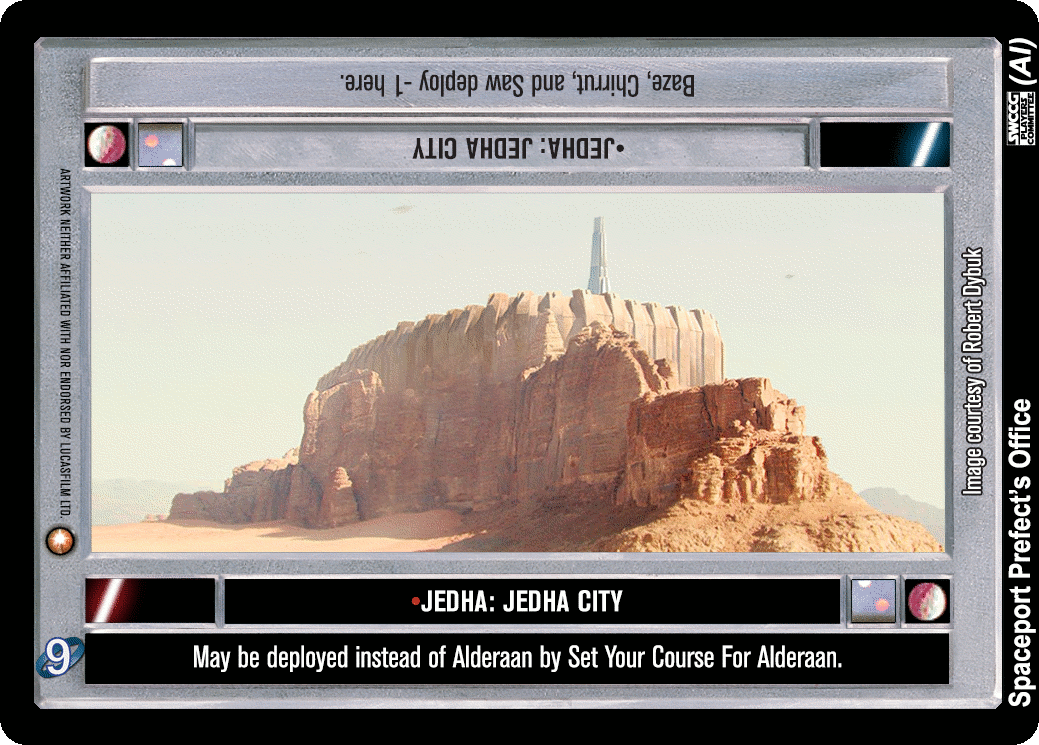 Baze, Chirrut, and Saw deploy -1 here.
•JEDHA: JEDHA CITY
•JEDHA: JEDHA CITY
May be deployed instead of Alderaan by Set Your Course For Alderaan.
9
ARTWORK NEITHER AFFILIATED WITH NOR ENDORSED BY LUCASFILM LTD.
SWCCG PLAYERS COMMITTEE (AI)
Image courtesy of Robert Dybuk
Spaceport Prefect's Office